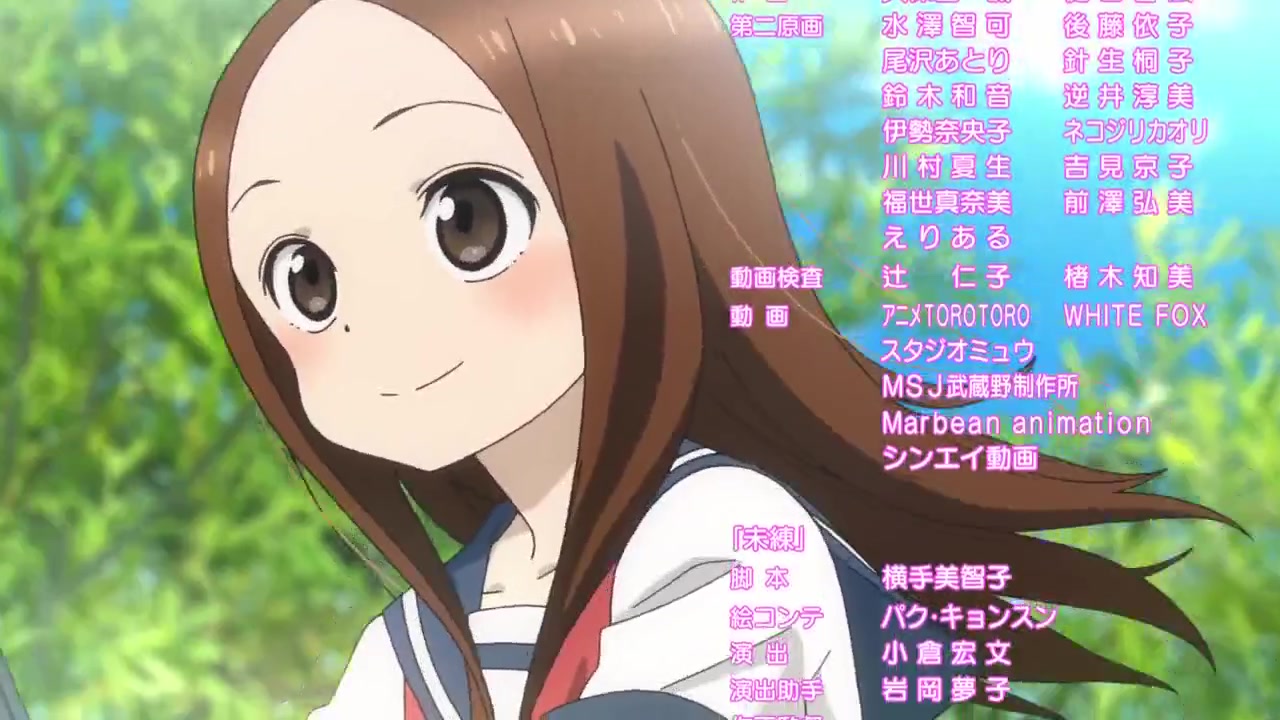 第二原画 水澤智可 後藤依子
尾沢あとり 針生桐子
鈴木和音 逆井淳美
伊勢奈央子 ネコジリカオリ
川村夏生 吉見京子
福世真奈美 前澤弘美
えりある
動画検査 辻 仁子 楮木知美
動画 アニメTOROTORO WHITE FOX
スタジオミュウ
MSJ武蔵野制作所
Marbean animation
シンエイ動画
「未練」
脚本 横手美智子
絵コンテ パク・キョンスン
演出 小倉宏文
演出助手 岩岡夢子